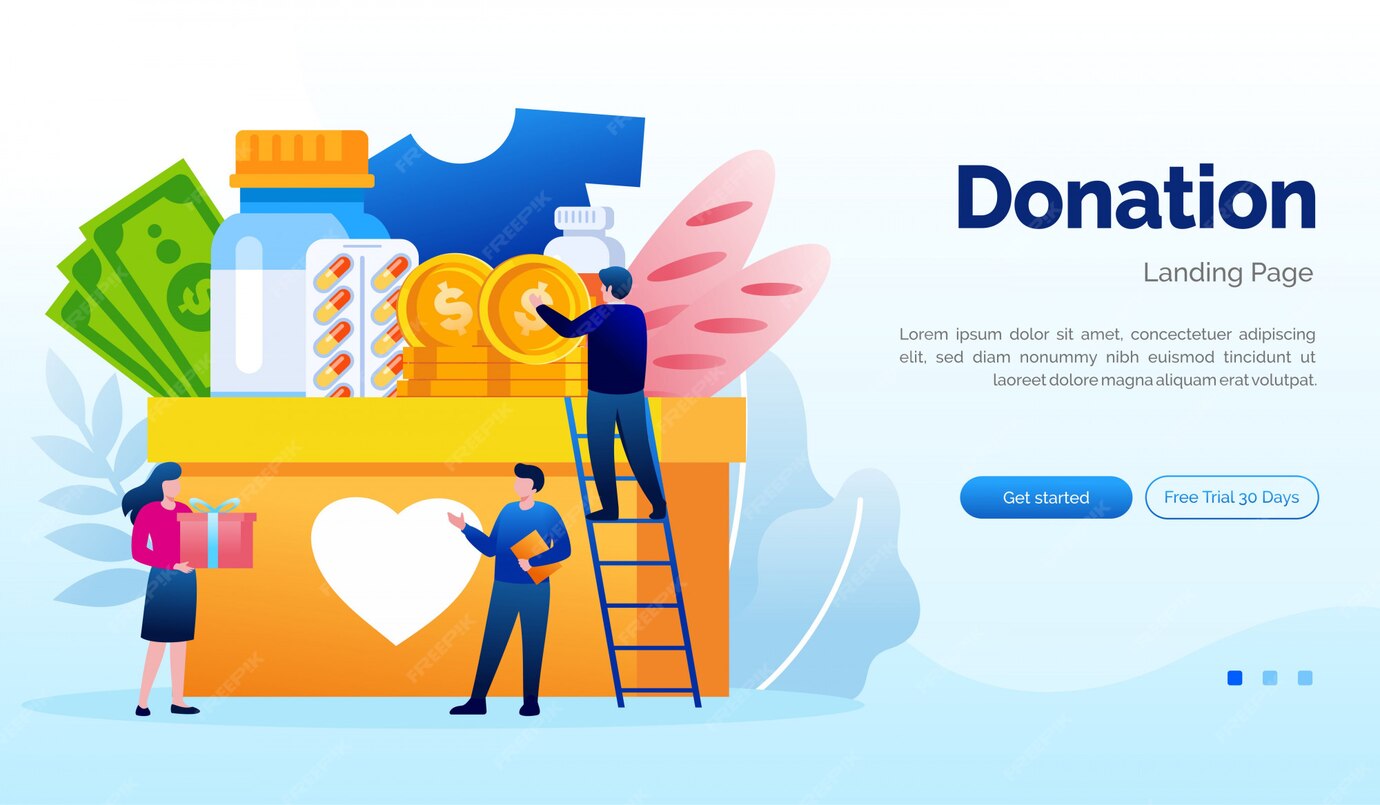 Donation
Landing Page
Lorem ipsum dolor sit amet, concectetuer adipiscing
elit, sed diam nonummy nibh euismod tincidunt ut
laoreet dolore magna aliquam erat volutpat.
Get started
Free Trial 30 Days
$
$
$
FREEPIK